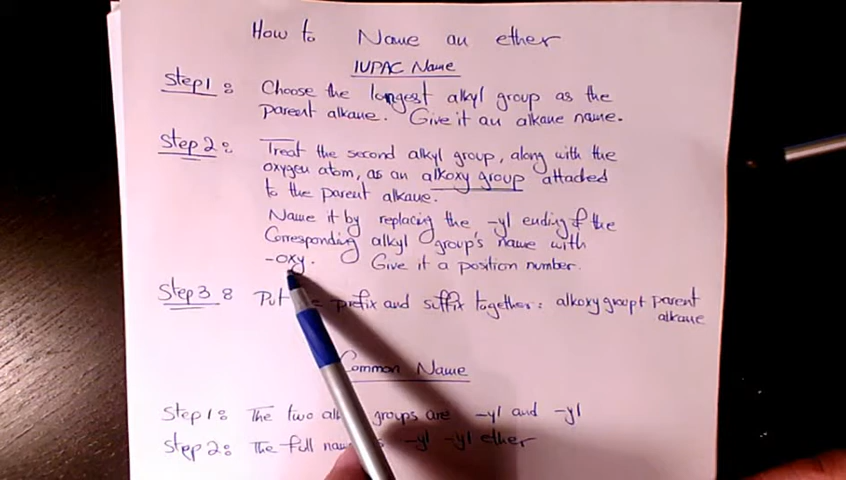 How to Name an ether
IUPAC Name
Step 1: Choose the longest alkyl group as the
parent alkane. Give it an alkane name.
Step 2: Treat the second alkyl group, along with the
oxygen atom, as an alkoxy group attached
to the parent alkane.
Name it by replacing the -yl ending of the
Corresponding alkyl group's name with
-oxy. Give it a position number.
Step 3: Put prefix and suffix together: alkoxy group + parent
alkane
Common Name
Step 1: The two groups are -yl and -yl
Step 2: The full -yl -yl ether